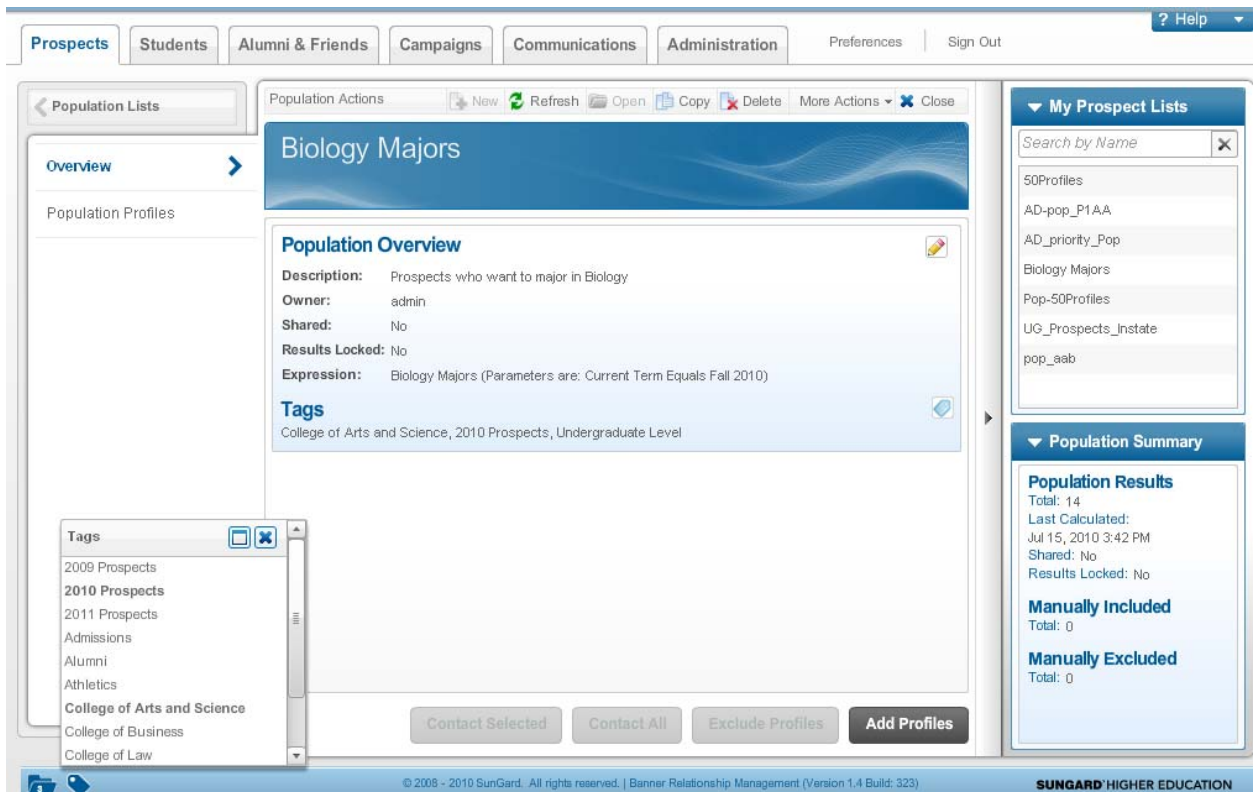 ? Help
Prospects Students Alumni & Friends Campaigns Communications Administration Preferences Sign Out
Population Lists
Overview
Population Profiles
Population Actions New Refresh Open Copy Delete More Actions Close
Biology Majors
Population Overview
Description: Prospects who want to major in Biology
Owner: admin
Shared: No
Results Locked: No
Expression: Biology Majors (Parameters are: Current Term Equals Fall 2010)
Tags
College of Arts and Science, 2010 Prospects, Undergraduate Level
Tags
2009 Prospects
2010 Prospects
2011 Prospects
Admissions
Alumni
Athletics
College of Arts and Science
College of Business
College of Law
Contact Selected Contact All Exclude Profiles Add Profiles
My Prospect Lists
Search by Name
50Profiles
AD-pop_P1AA
AD_priority_Pop
Biology Majors
Pop-50Profiles
UG_Prospects_Instate
pop_aab
Population Summary
Population Results
Total: 14
Last Calculated:
Jul 15, 2010 3:42 PM
Shared: No
Results Locked: No
Manually Included
Total: 0
Manually Excluded
Total: 0
© 2008 - 2010 SunGard. All rights reserved. | Banner Relationship Management (Version 1.4 Build: 323)
SUNGARD® HIGHER EDUCATION